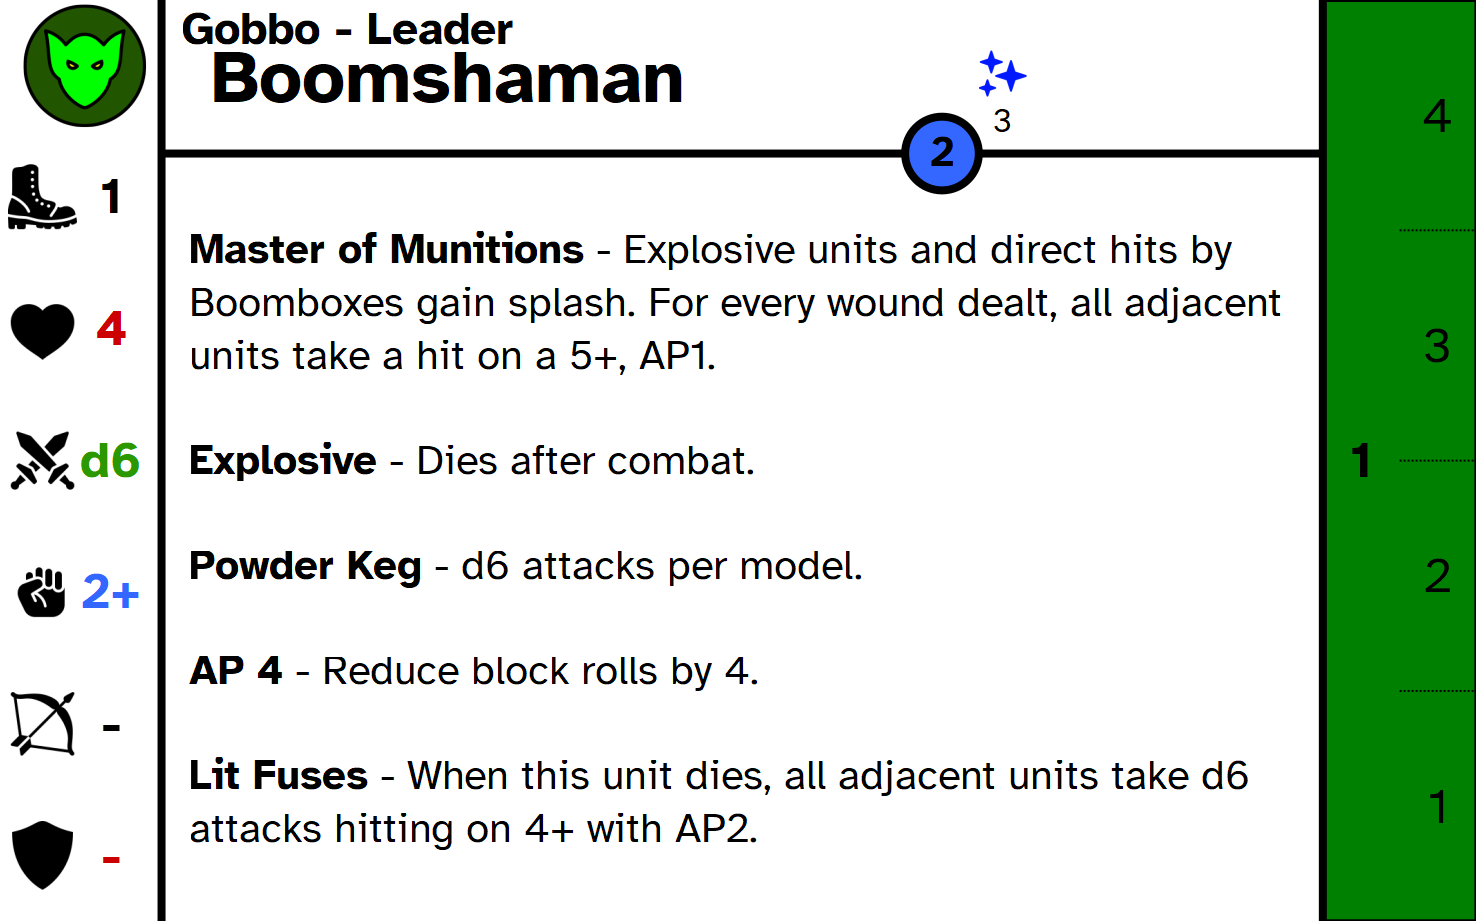 Gobbo - Leader
Boomshaman
3
2
1
4
d6
2+
-
-
Master of Munitions - Explosive units and direct hits by
Boomboxes gain splash. For every wound dealt, all adjacent
units take a hit on a 5+, AP1.
Explosive - Dies after combat.
Powder Keg - d6 attacks per model.
AP 4 - Reduce block rolls by 4.
Lit Fuses - When this unit dies, all adjacent units take d6
attacks hitting on 4+ with AP2.
1
4
3
2
1